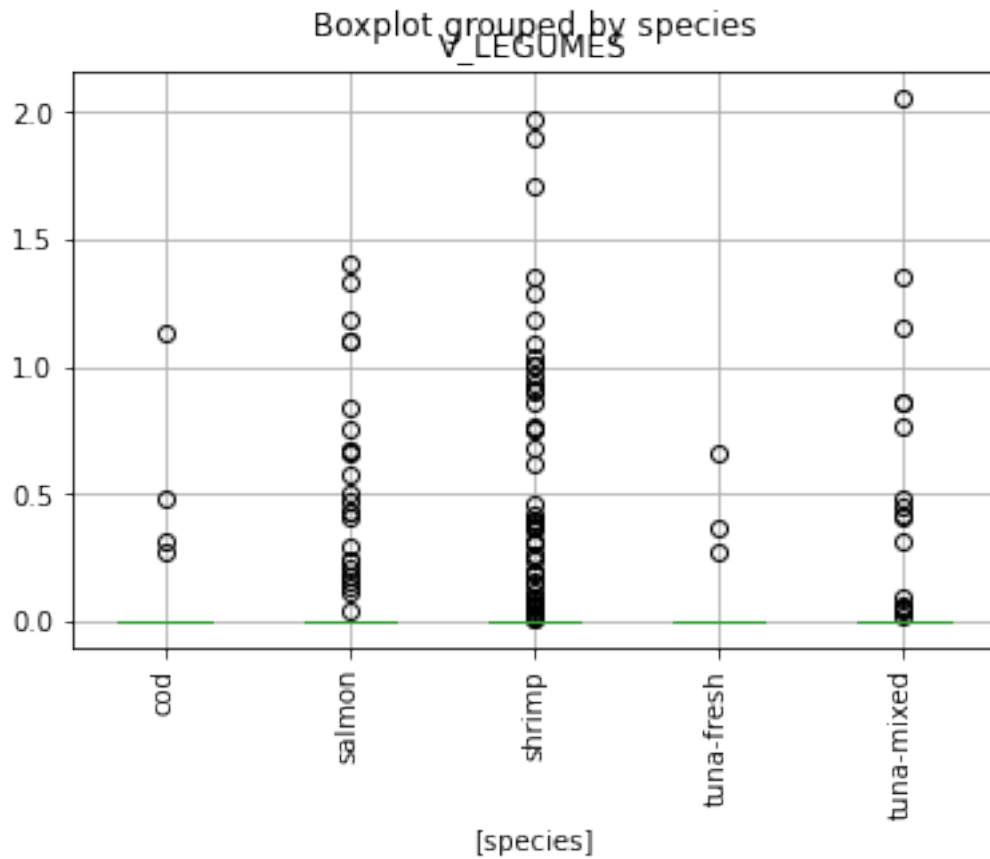 Boxplot grouped by species
V_LEGUMES
2.0
1.5
1.0
0.5
0.0
cod
salmon
shrimp
tuna-fresh
tuna-mixed
[species]